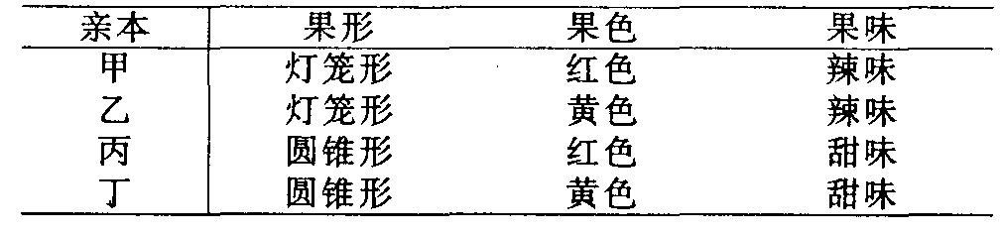 亲本 果形 果色 果味
甲 灯笼形 红色 辣味
乙 灯笼形 黄色 辣味
丙 圆锥形 红色 甜味
丁 圆锥形 黄色 甜味